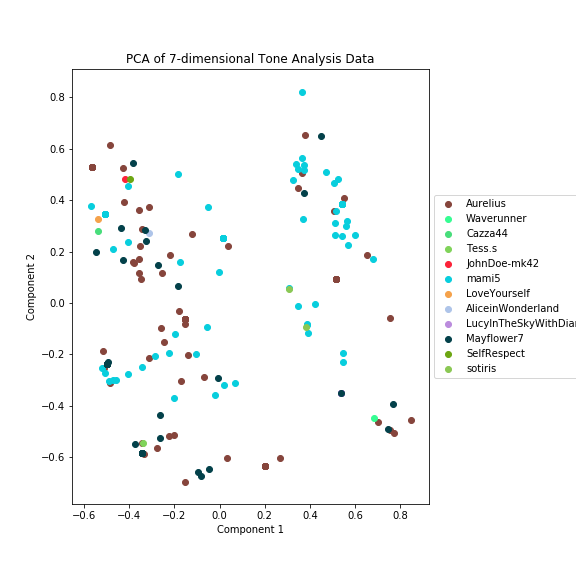 PCA of 7-dimensional Tone Analysis Data
0.8
0.6
0.4
0.2
0.0
−0.2
−0.4
−0.6
Component 2
−0.6 −0.4 −0.2 0.0 0.2 0.4 0.6 0.8
Component 1
Aurelius
Waverunner
Cazza44
Tess.s
JohnDoe-mk42
mami5
LoveYourself
AliceinWonderland
LucyInTheSkyWithDiar
Mayflower7
SelfRespect
sotiris